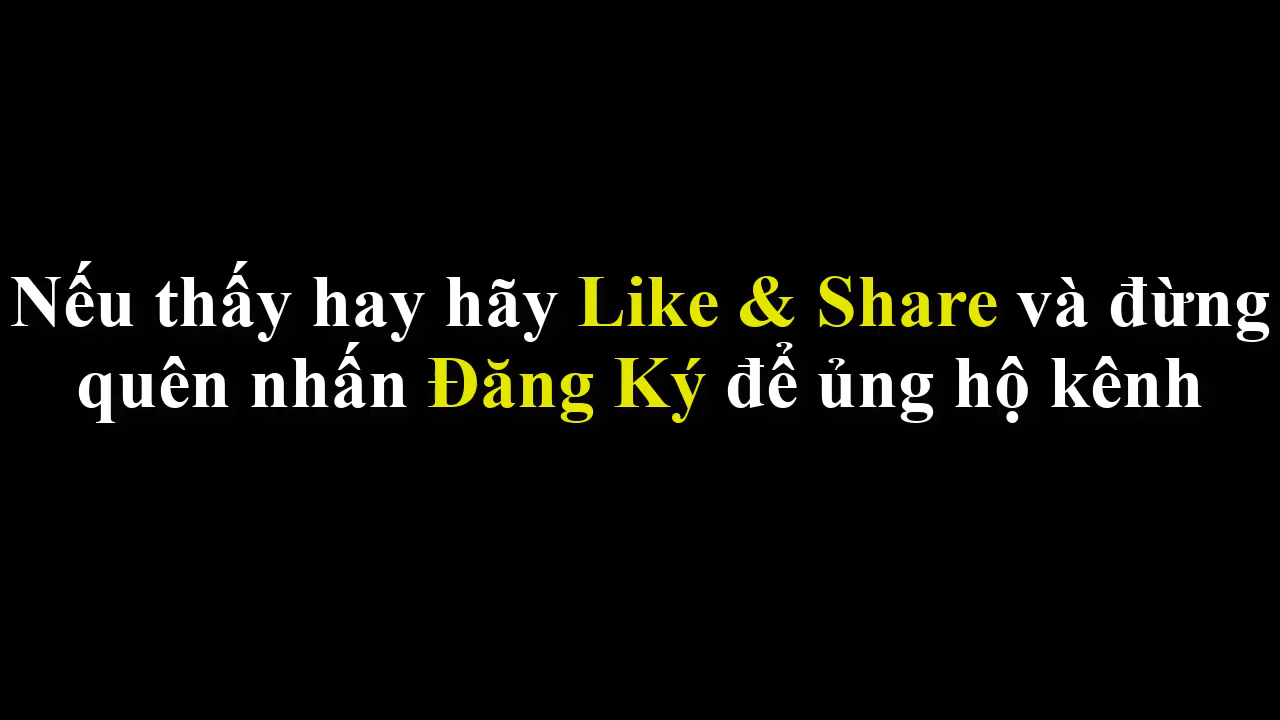 Nếu thấy hay hãy Like & Share và đừng
quên nhấn Đăng Ký để ủng hộ kênh